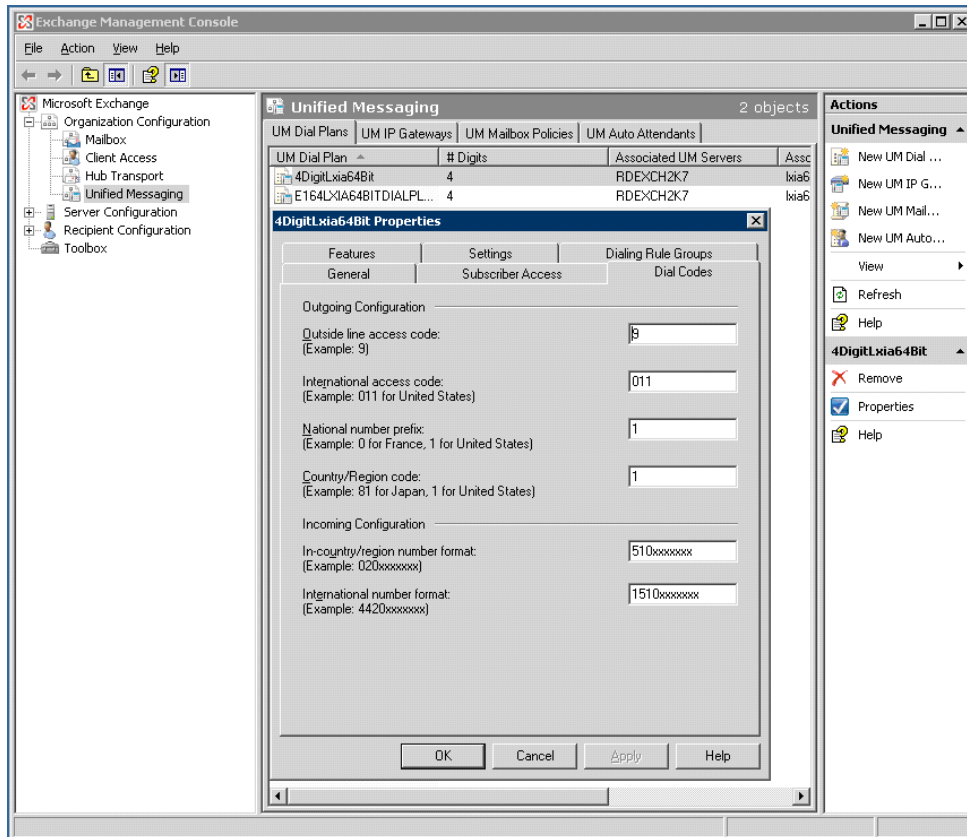 Exchange Management Console
File Action View Help
Microsoft Exchange
Organization Configuration
Mailbox
Client Access
Hub Transport
Unified Messaging
Server Configuration
Recipient Configuration
Toolbox
Unified Messaging 2 objects
UM Dial Plans UM IP Gateways UM Mailbox Policies UM Auto Attendants
UM Dial Plan # Digits Associated UM Servers Assc
4DigitLxia64Bit 4 RDEXCH2K7 lxia6
E164LXIA64BITDIALPL... 4 RDEXCH2K7 lxia6
4DigitLxia64Bit Properties
Features Settings Dialing Rule Groups
General Subscriber Access Dial Codes
Outgoing Configuration
Outside line access code: 9
(Example: 9)
International access code: 011
(Example: 011 for United States)
National number prefix: 1
(Example: 0 for France, 1 for United States)
Country/Region code: 1
(Example: 81 for Japan, 1 for United States)
Incoming Configuration
In-country/region number format: 510xxxxxxx
(Example: 020xxxxxxx)
International number format: 1510xxxxxxx
(Example: 4420xxxxxxx)
OK Cancel Apply Help
Actions
Unified Messaging
New UM Dial ...
New UM IP G...
New UM Mail...
New UM Auto...
View
Refresh
Help
4DigitLxia64Bit
Remove
Properties
Help